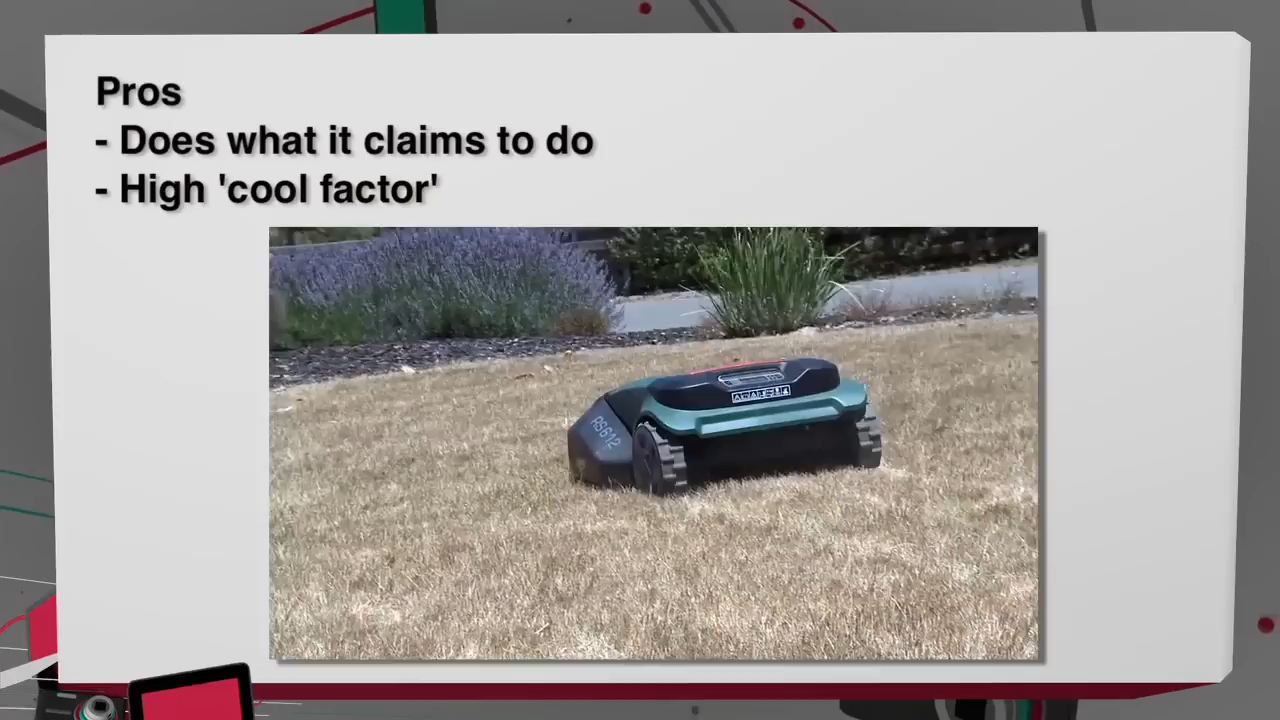 Pros
- Does what it claims to do
- High 'cool factor'
RS612